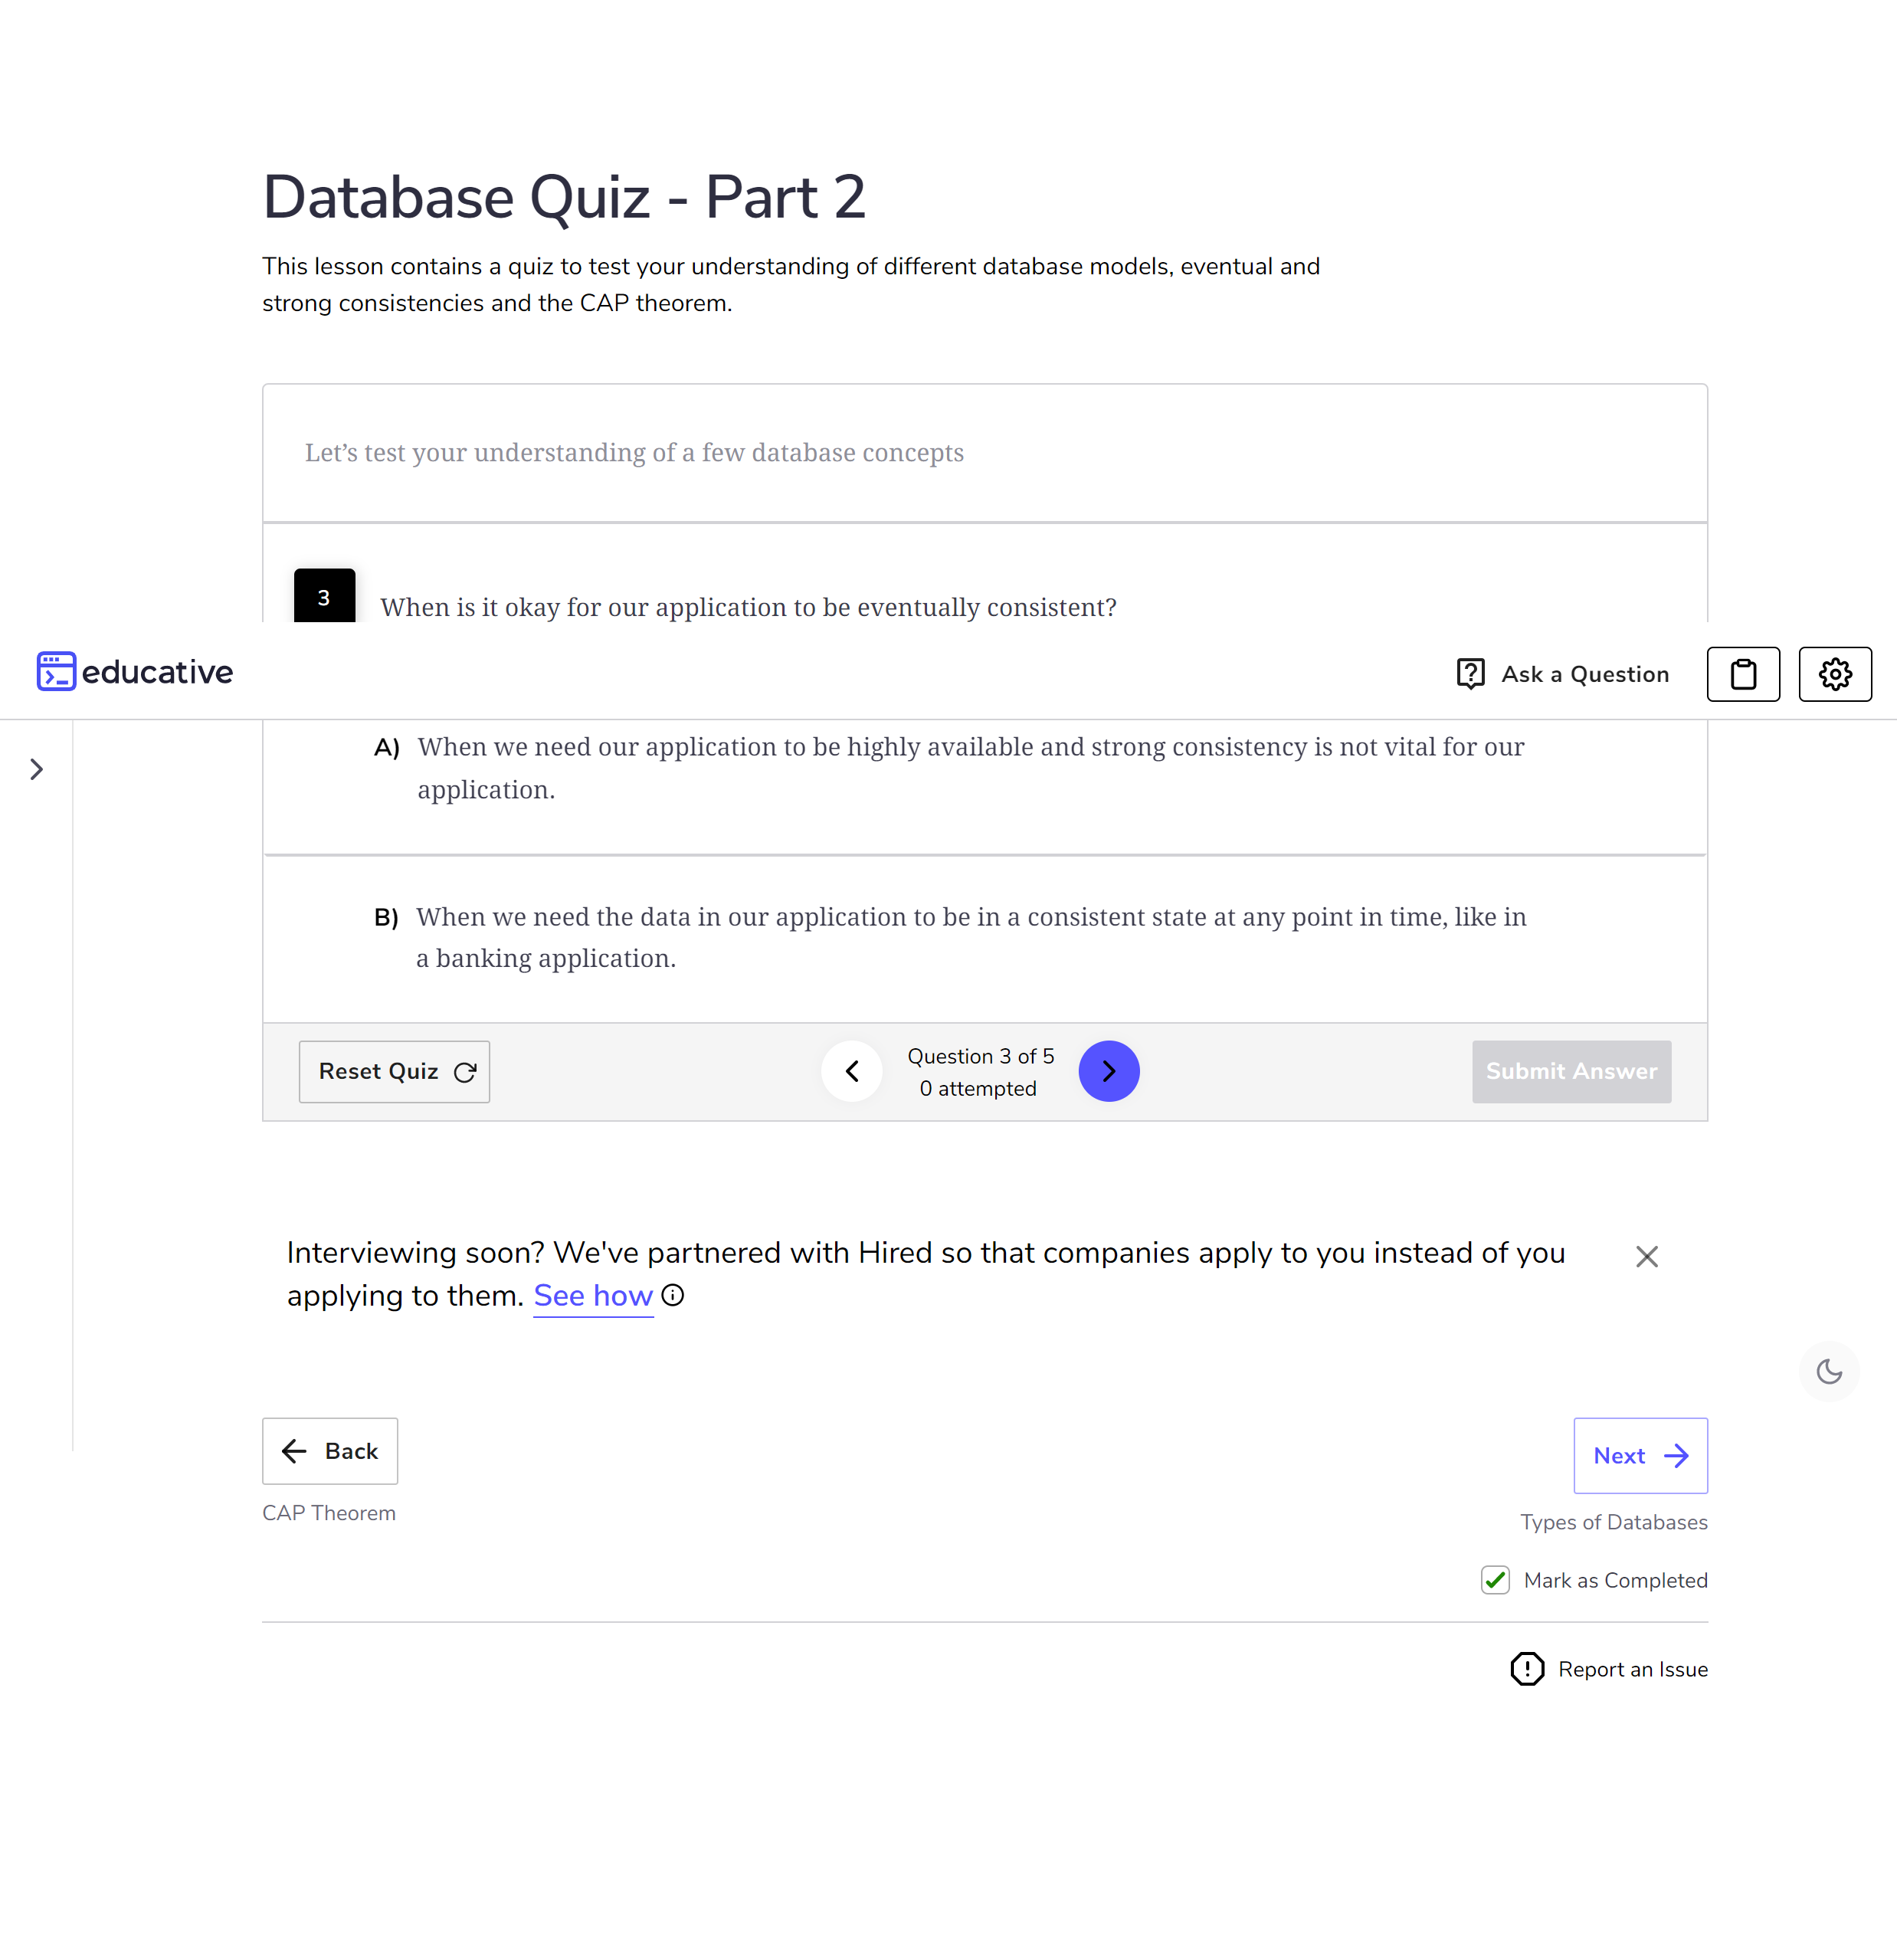 Database Quiz - Part 2
This lesson contains a quiz to test your understanding of different database models, eventual and
strong consistencies and the CAP theorem.
Let’s test your understanding of a few database concepts
3
When is it okay for our application to be eventually consistent?
educative
Ask a Question
A) When we need our application to be highly available and strong consistency is not vital for our
application.
B) When we need the data in our application to be in a consistent state at any point in time, like in
a banking application.
Reset Quiz
Question 3 of 5
0 attempted
Submit Answer
Interviewing soon? We've partnered with Hired so that companies apply to you instead of you
applying to them. See how
Back
Next
CAP Theorem
Types of Databases
Mark as Completed
Report an Issue